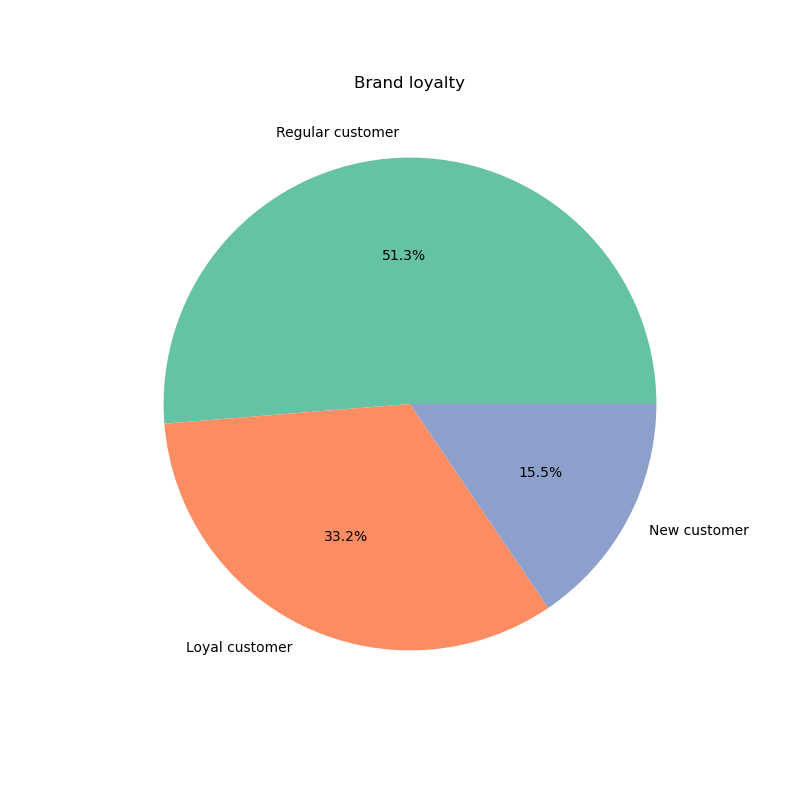 Brand loyalty
Regular customer
51.3%
15.5%
New customer
33.2%
Loyal customer